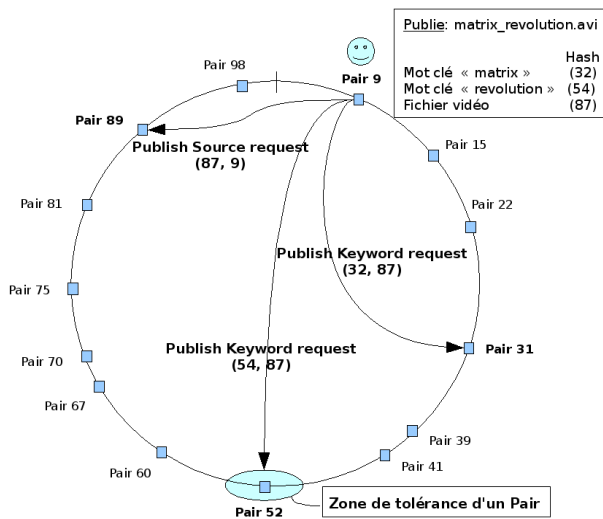 Publie: matrix_revolution.avi
Hash
Mot clé « matrix » (32)
Mot clé « revolution » (54)
Fichier vidéo (87)
Pair 98
Pair 9
Pair 89
Publish Source request
(87, 9)
Pair 15
Pair 81
Pair 22
Publish Keyword request
(32, 87)
Pair 75
Publish Keyword request
(54, 87)
Pair 31
Pair 70
Pair 67
Pair 39
Pair 41
Pair 60
Pair 52
Zone de tolérance d'un Pair